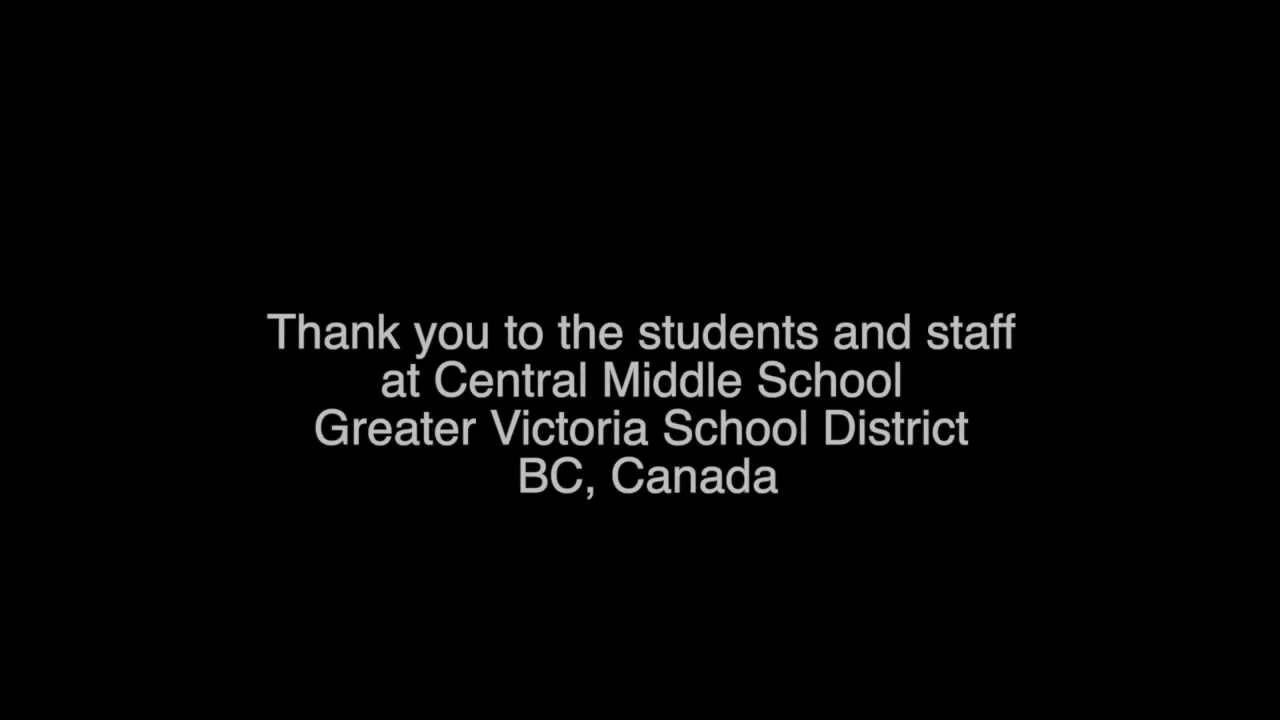 Thank you to the students and staff
at Central Middle School
Greater Victoria School District
BC, Canada